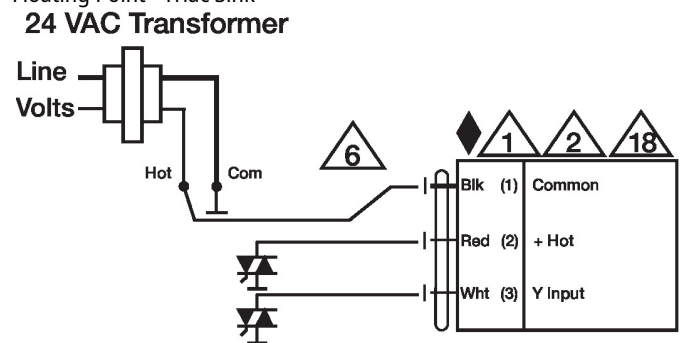 24 VAC Transformer
Line
Volts
Hot
Com
6
1
2
18
Blk (1) Common
Red (2) + Hot
Wht (3) Y Input